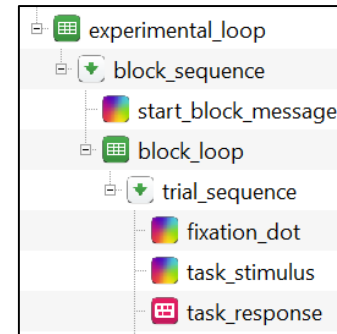 experimental_loop
block_sequence
start_block_message
block_loop
trial_sequence
fixation_dot
task_stimulus
task_response